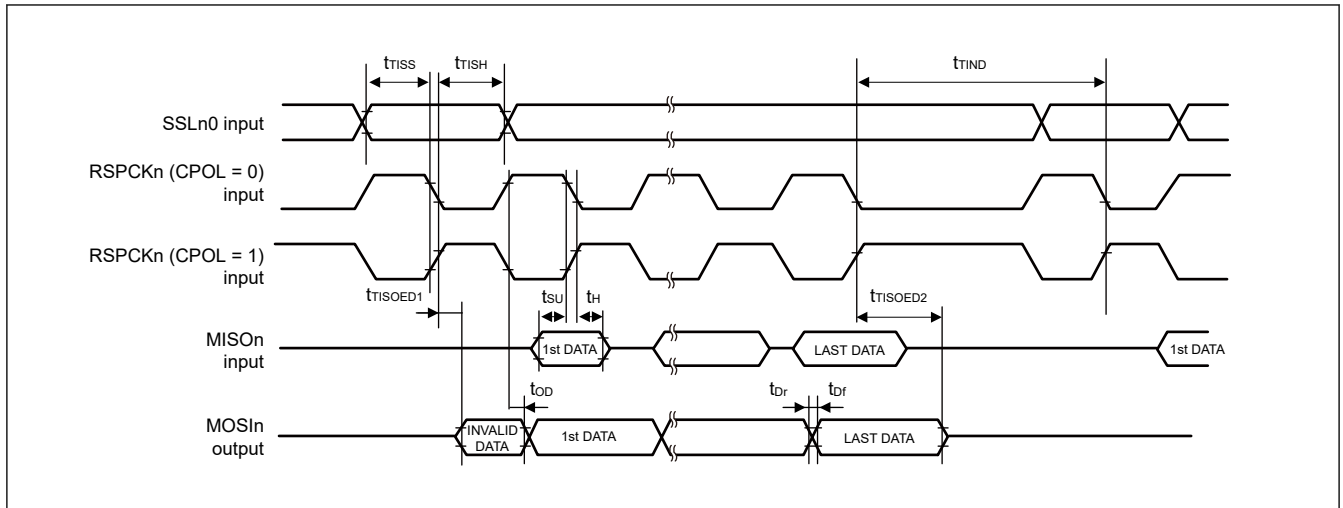 tTISS
tTISH
tTIND
SSLn0 input
RSPCKn (CPOL = 0)
input
RSPCKn (CPOL = 1)
input
tTISOED1
tSU
tH
tTISOED2
MISOn
input
1st DATA
LAST DATA
1st DATA
tOD
tDr
tDf
MOSIn
output
INVALID
DATA
1st DATA
LAST DATA